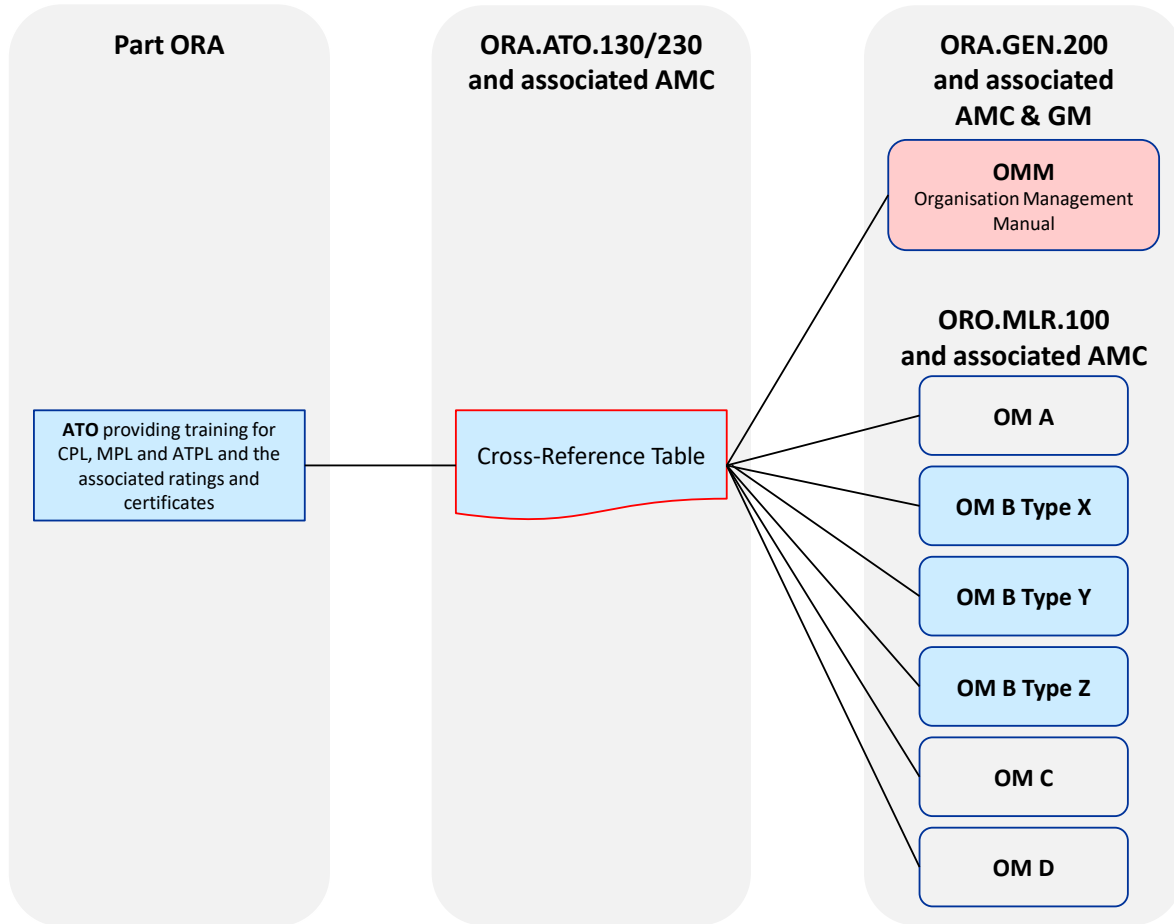 Part ORA
ORA.ATO.130/230
and associated AMC
ORA.GEN.200
and associated
AMC & GM
OMM
Organisation Management
Manual
ORO.MLR.100
and associated AMC
ATO providing training for
CPL, MPL and ATPL and the
associated ratings and
certificates
Cross-Reference Table
OM A
OM B Type X
OM B Type Y
OM B Type Z
OM C
OM D